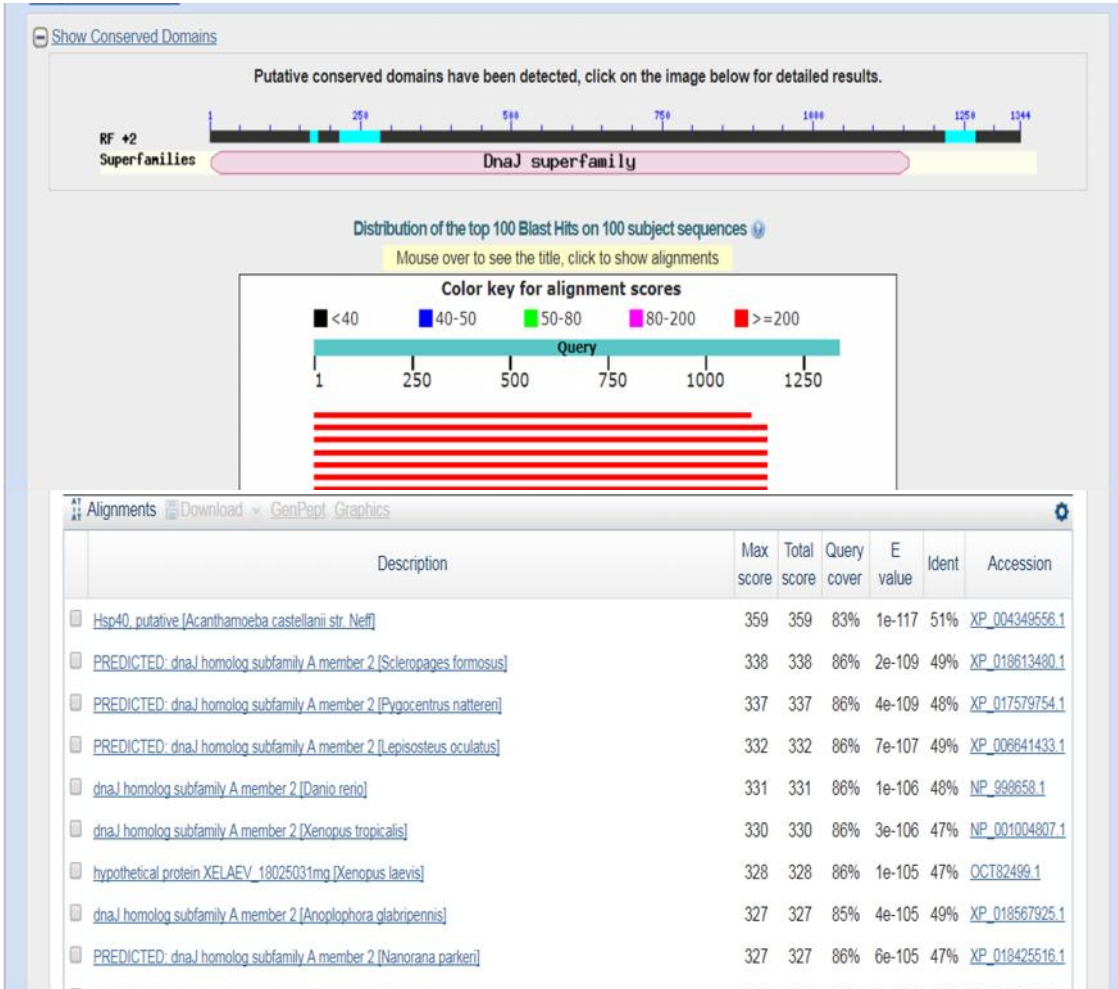 Show Conserved Domains
Putative conserved domains have been detected, click on the image below for detailed results.
1 250 500 750 1000 1250 1344
RF +2
Superfamilies DnaJ superfamily
Distribution of the top 100 Blast Hits on 100 subject sequences
Mouse over to see the title, click to show alignments
Color key for alignment scores
<40 40-50 50-80 80-200 >=200
Query
1 250 500 750 1000 1250
Alignments Download GenPept Graphics
Description Max score Total score Query cover E value Ident Accession
Hsp40, putative [Acanthamoeba castellanii str. Neff] 359 359 83% 1e-117 51% XP_004349556.1
PREDICTED: dnaJ homolog subfamily A member 2 [Scleropages formosus] 338 338 86% 2e-109 49% XP_018613480.1
PREDICTED: dnaJ homolog subfamily A member 2 [Pygocentrus nattereri] 337 337 86% 4e-109 48% XP_017579754.1
PREDICTED: dnaJ homolog subfamily A member 2 [Lepisosteus oculatus] 332 332 86% 7e-107 49% XP_006641433.1
dnaJ homolog subfamily A member 2 [Danio rerio] 331 331 86% 1e-106 48% NP_998658.1
dnaJ homolog subfamily A member 2 [Xenopus tropicalis] 330 330 86% 3e-106 47% NP_001004807.1
hypothetical protein XELAEV_18025031mg [Xenopus laevis] 328 328 86% 1e-105 47% OCT82499.1
dnaJ homolog subfamily A member 2 [Anoplophora glabripennis] 327 327 85% 4e-105 49% XP_018567925.1
PREDICTED: dnaJ homolog subfamily A member 2 [Nanorana parkeri] 327 327 86% 6e-105 47% XP_018425516.1